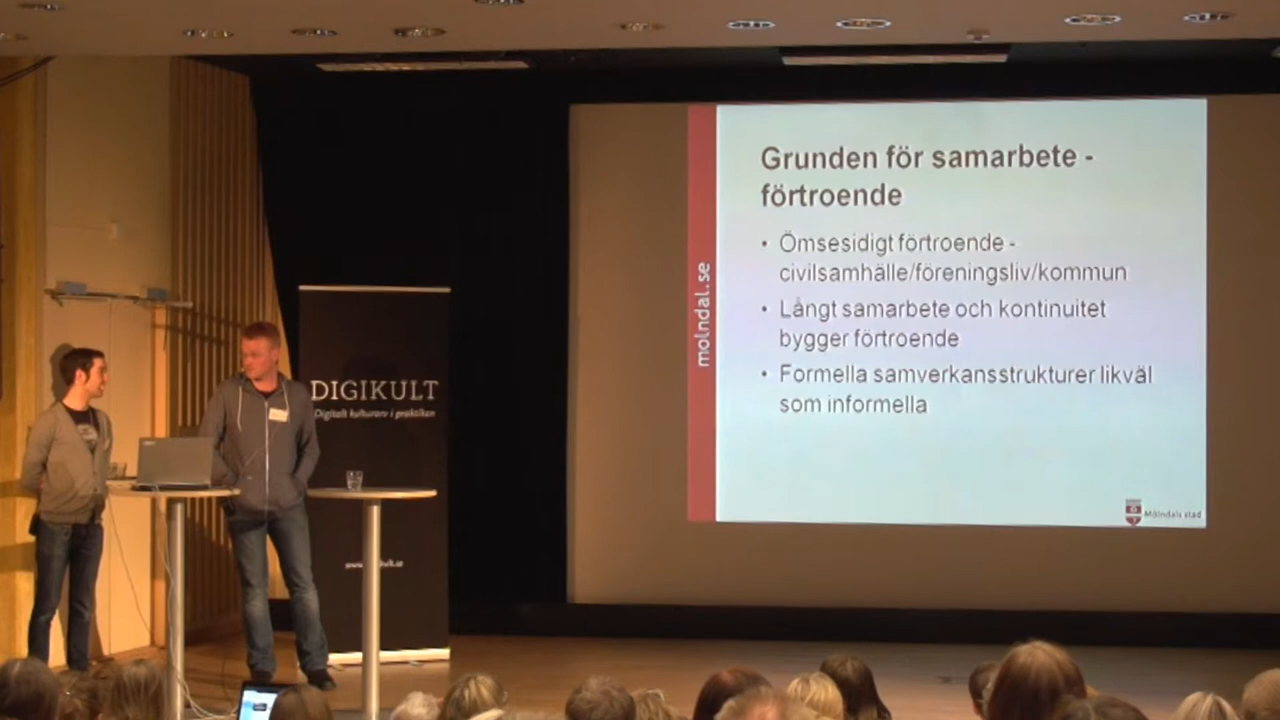 Grunden för samarbete -
förtroende
• Ömsesidigt förtroende -
civilsamhälle/föreningsliv/kommun
• Långt samarbete och kontinuitet
bygger förtroende
• Formella samverkansstrukturer likväl
som informella
molndal.se
Mölndals stad
DIGIKULT
Digitalt kulturarv i praktiken